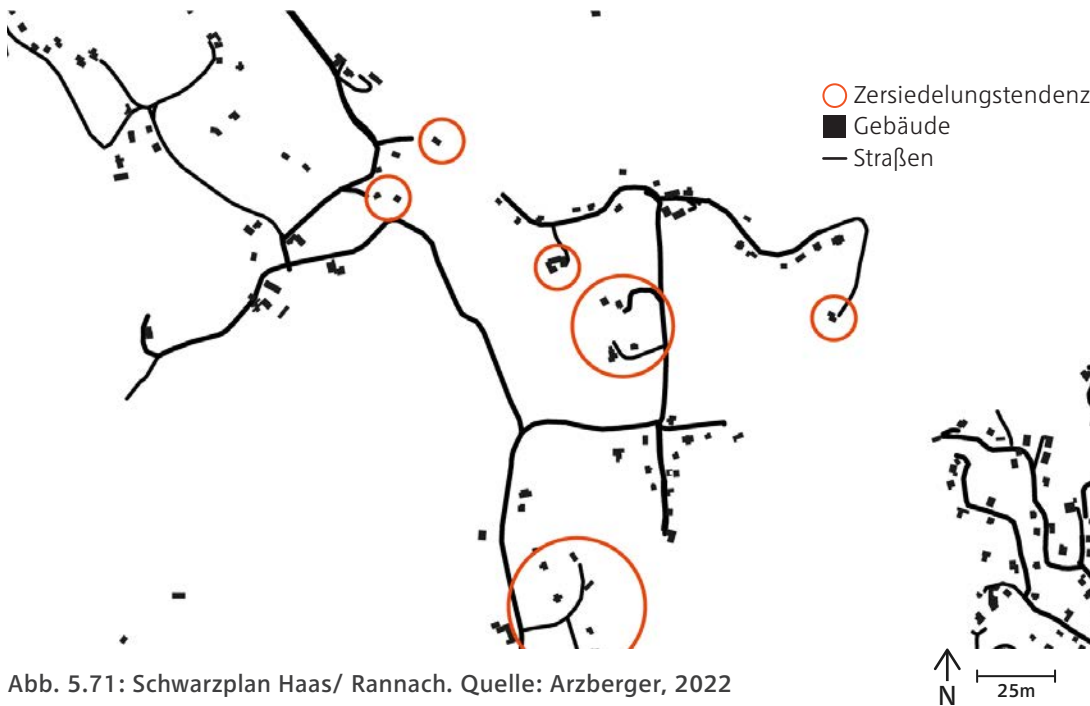 Zersiedelungstendenz
Gebäude
Straßen
Abb. 5.71: Schwarzplan Haas/ Rannach. Quelle: Arzberger, 2022
N
25m